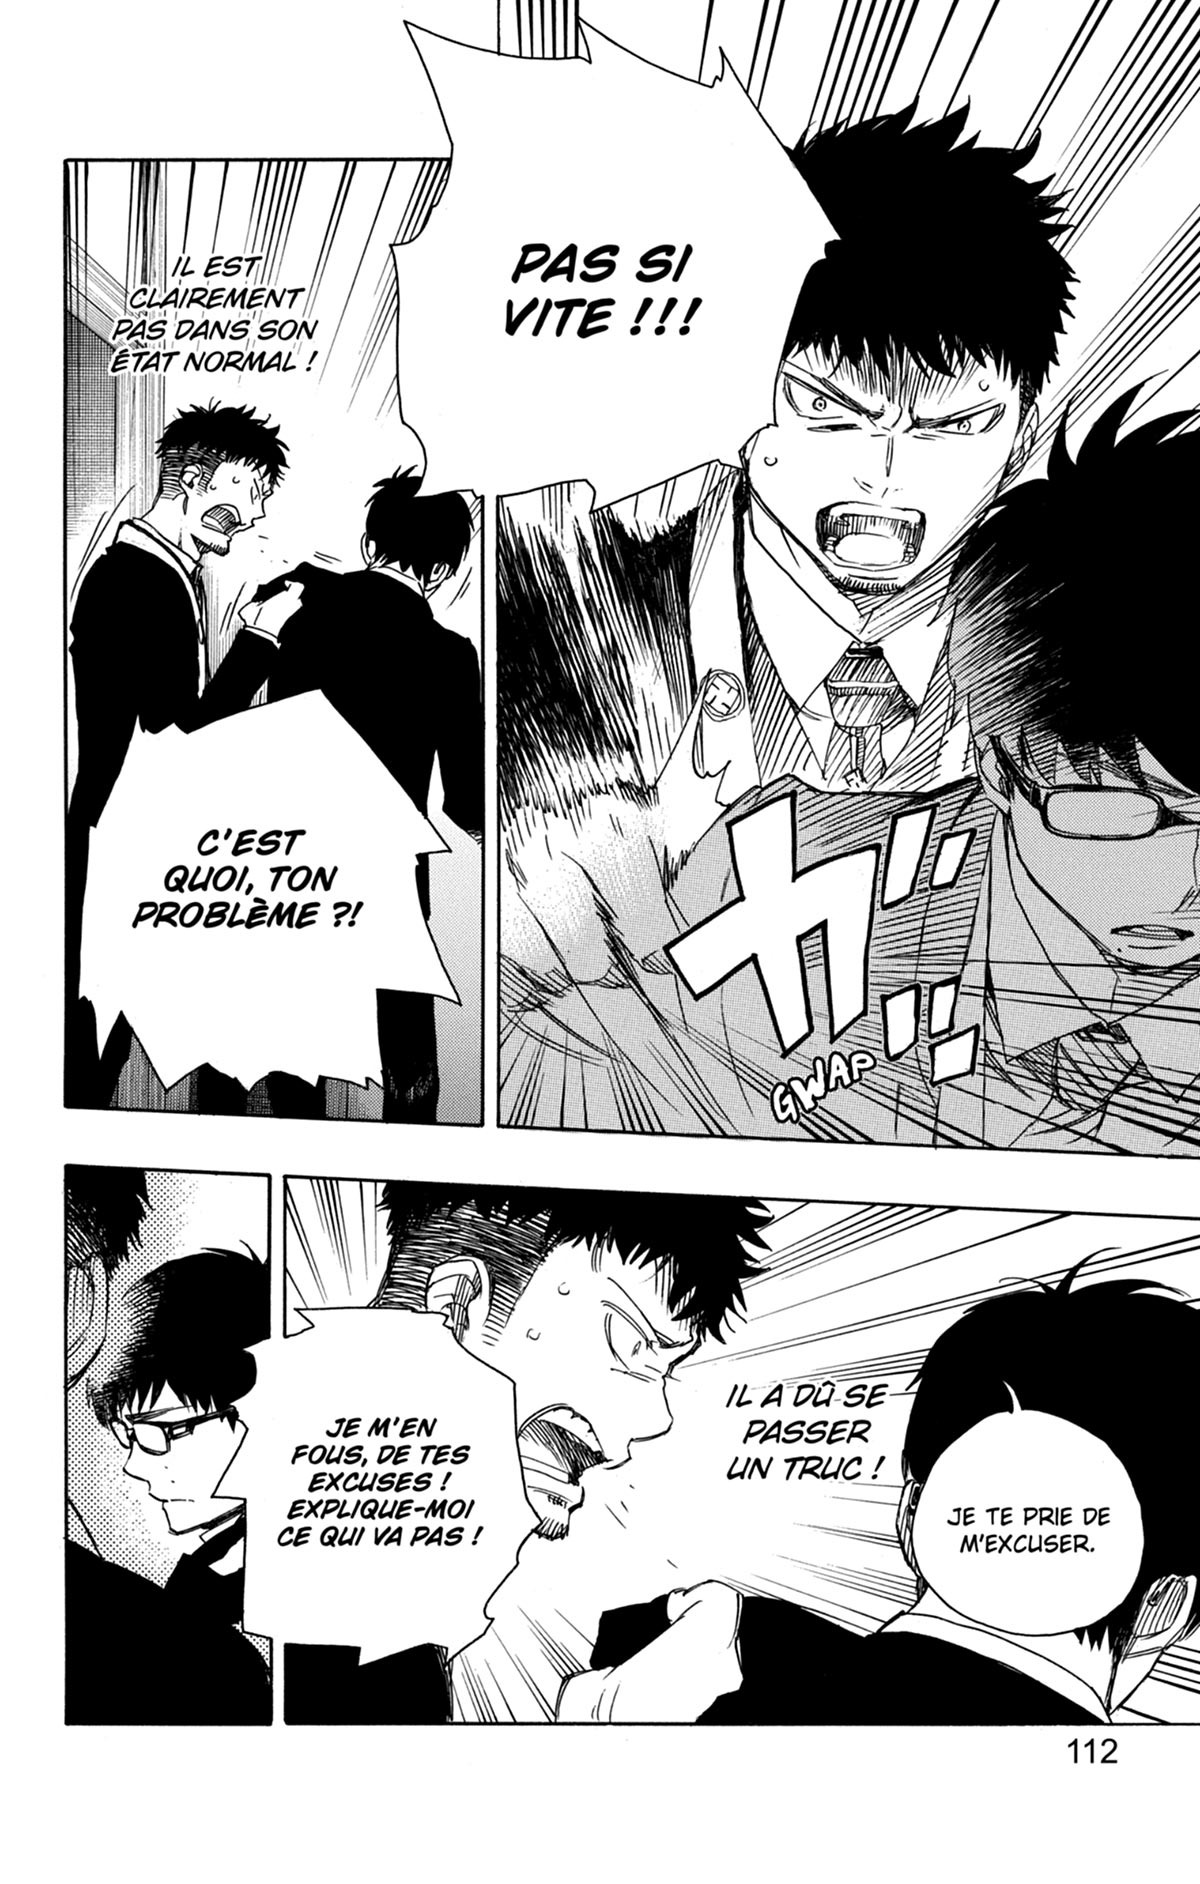 PAS SI
VITE !!!
ガガッ!!
GWAP
IL EST
CLAIREMENT
PAS DANS SON
ÉTAT NORMAL !
C'EST
QUOI, TON
PROBLÈME ?!
JE TE PRIE DE
M'EXCUSER.
IL A DÛ SE
PASSER
UN TRUC !
JE M'EN
FOUS, DE TES
EXCUSES !
EXPLIQUE-MOI
CE QUI VA PAS !
112